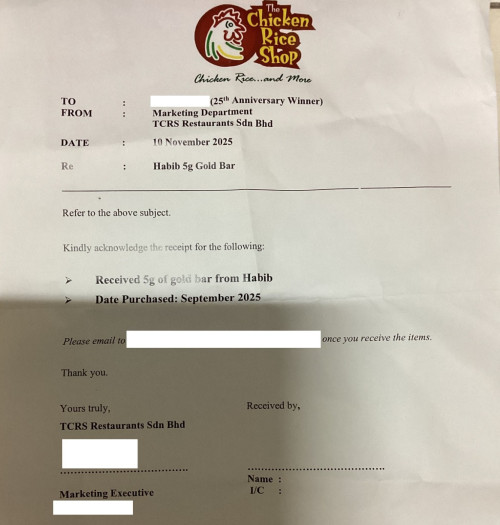 The
Chicken
Rice
Shop
Chicken Rice...and More
TO : (25th Anniversary Winner)
FROM : Marketing Department
TCRS Restaurants Sdn Bhd
DATE : 10 November 2025
Re : Habib 5g Gold Bar
Refer to the above subject.
Kindly acknowledge the receipt for the following:
➢ Received 5g of gold bar from Habib
➢ Date Purchased: September 2025
Please email to once you receive the items.
Thank you.
Yours truly, Received by,
TCRS Restaurants Sdn Bhd
Name :
Marketing Executive I/C :